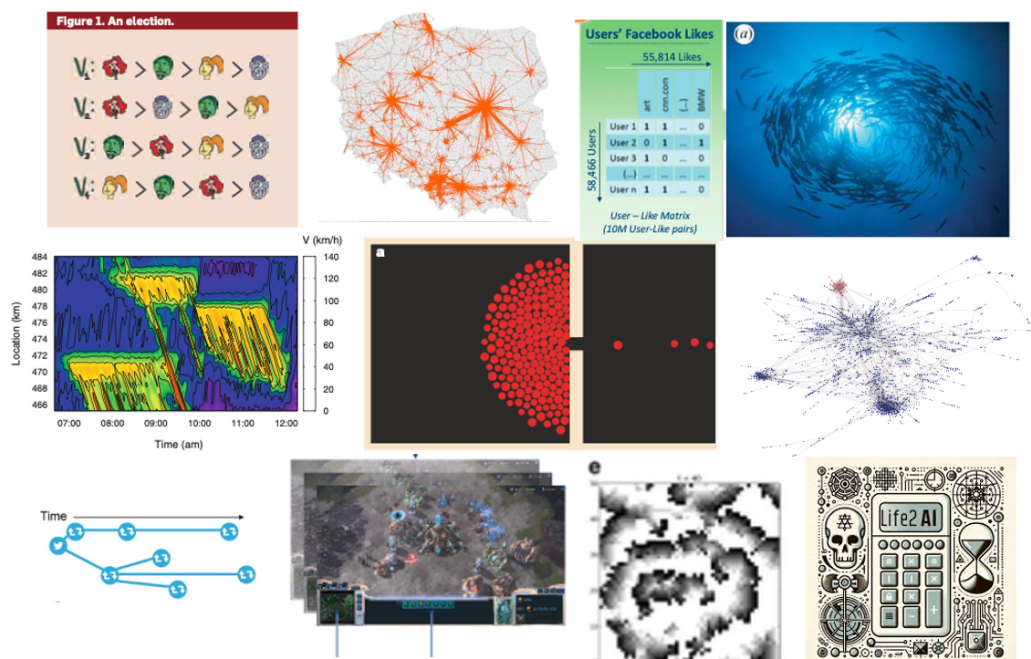 Figure 1. An election.
V₁: > > >
V₂: > > >
V₃: > > >
V₄: > > >
Users' Facebook Likes
55,814 Likes
58,466 Users
art
cnn.com
(...)
BMW
User 1 1 1 ... 0
User 2 0 1 ... 1
User 3 1 0 ... 0
(...) ... ... ... ...
User n 1 1 ... 0
User – Like Matrix
(10M User-Like pairs)
(a)
V (km/h)
Location (km)
484
482
480
478
476
474
472
470
468
466
140
120
100
80
60
40
20
0
07:00 08:00 09:00 10:00 11:00 12:00
Time (am)
a
Time
e
Life2 AI